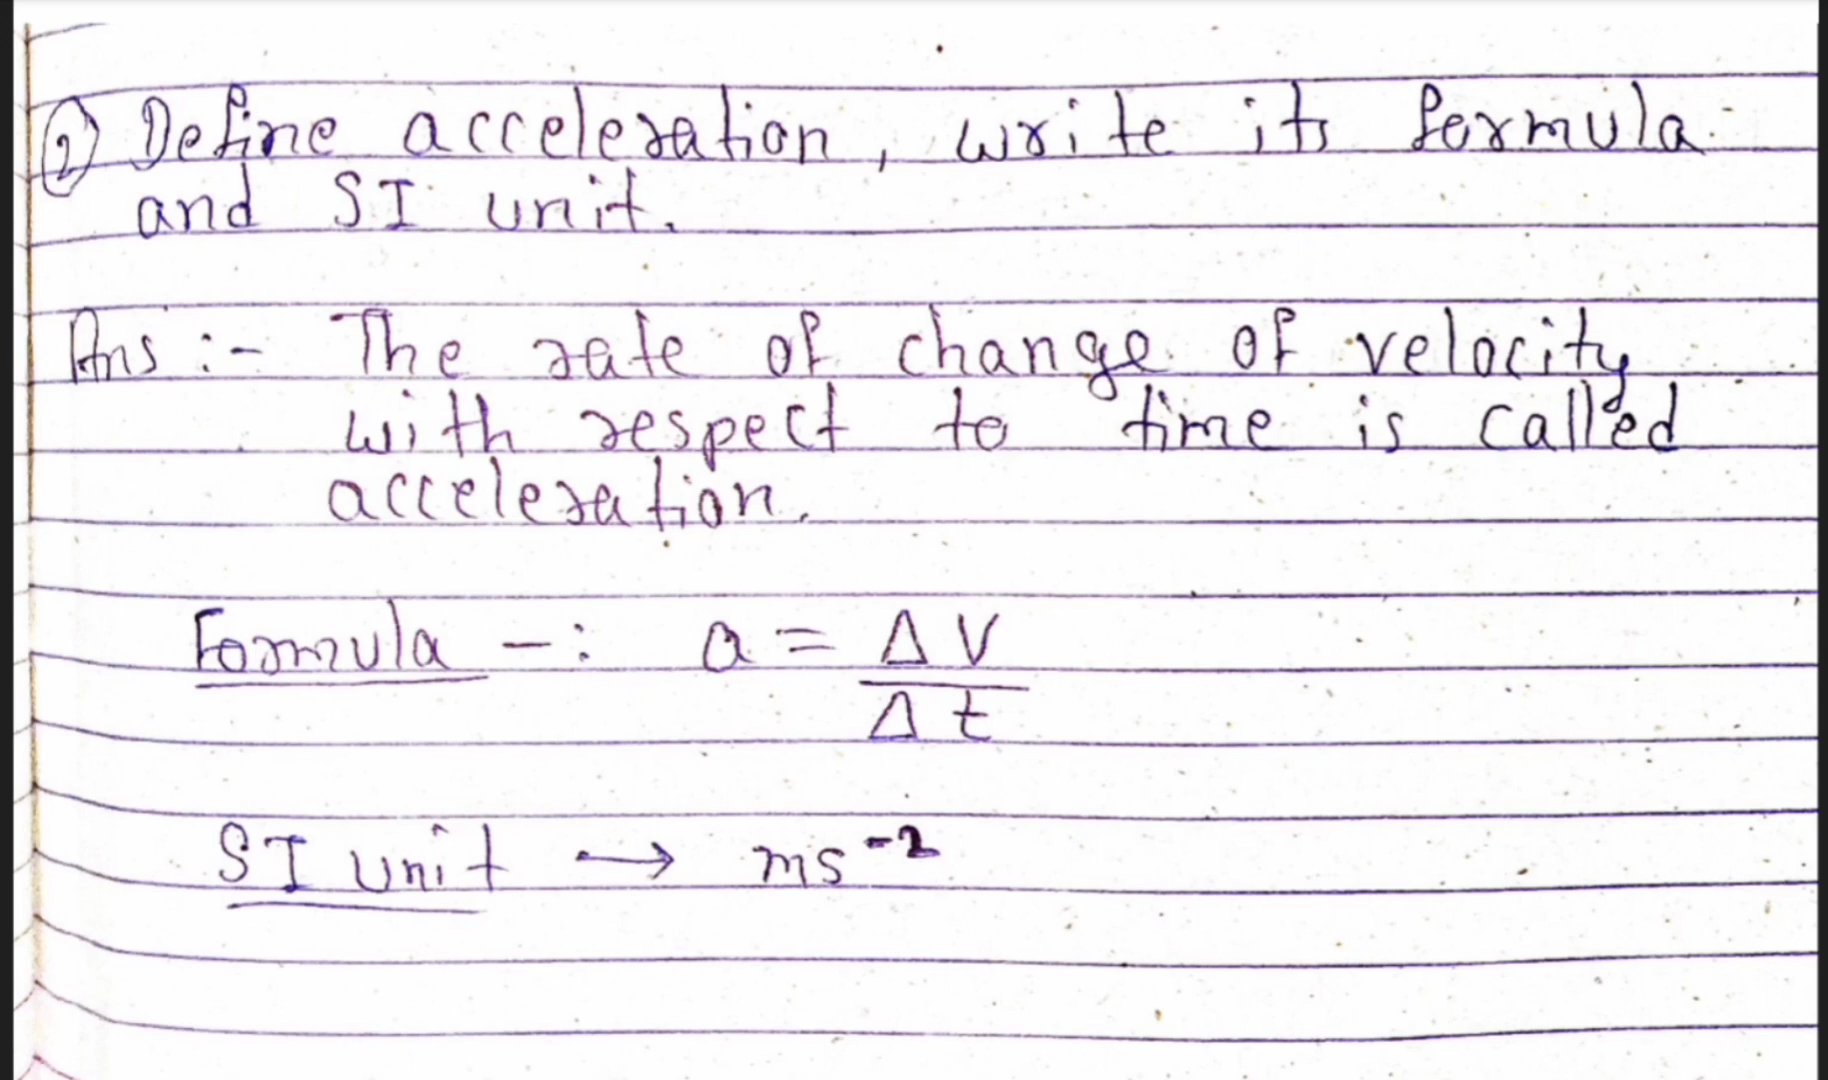 ② Define acceleration, write its formula
and SI unit.
Ans :- The rate of change of velocity
with respect to time is called
acceleration.
Formula -: a = ΔV
Δt
SI unit → ms⁻²